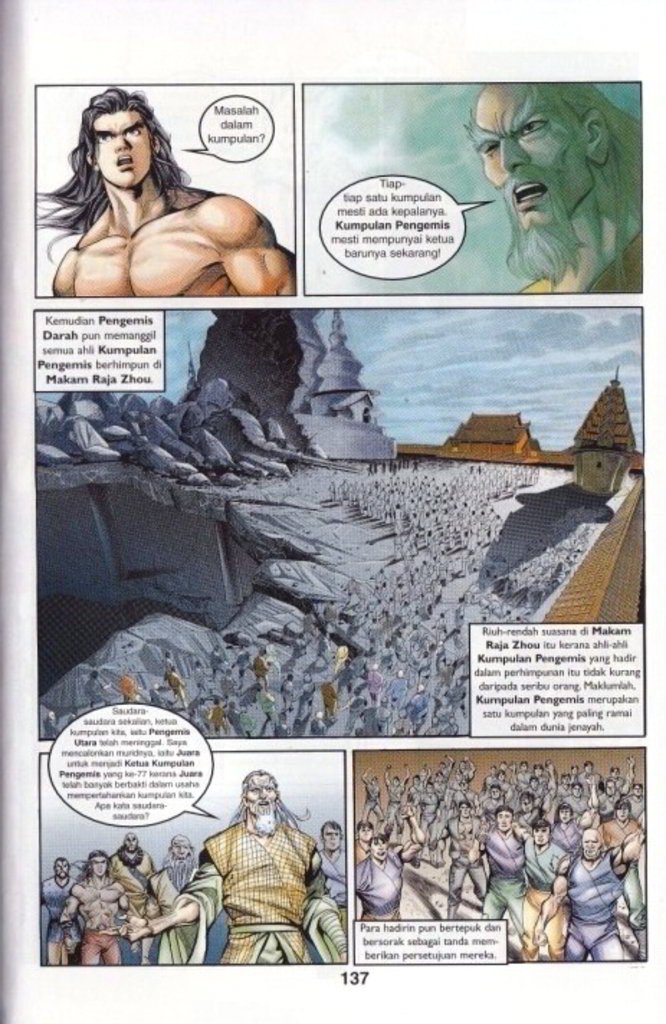 Masalah
dalam
kumpulan?
Tiap-
tiap satu kumpulan
mesti ada kepalanya.
Kumpulan Pengemis
mesti mempunyai ketua
barunya sekarang!
Kemudian Pengemis
Darah pun memanggil
semua ahli Kumpulan
Pengemis berhimpun di
Makam Raja Zhou.
Riuh-rendah suasana di Makam
Raja Zhou itu kerana ahli-ahli
Kumpulan Pengemis yang hadir
dalam perhimpunan itu tidak kurang
daripada seribu orang. Maklumlah,
Kumpulan Pengemis merupakan
satu kumpulan yang paling ramai
dalam dunia jenayah.
Saudara-
saudara sekalian, ketua
kumpulan kita, iaitu Pengemis
Utara telah meninggal. Saya
mencalonkan muridnya, iaitu Juara
untuk menjadi Ketua Kumpulan
Pengemis yang ke-77 kerana Juara
telah banyak berbakti dalam usaha
mempertahankan kumpulan kita.
Apa kata saudara-
saudara?
Para hadirin pun bertepuk dan
bersorak sebagai tanda mem-
berikan persetujuan mereka.
137